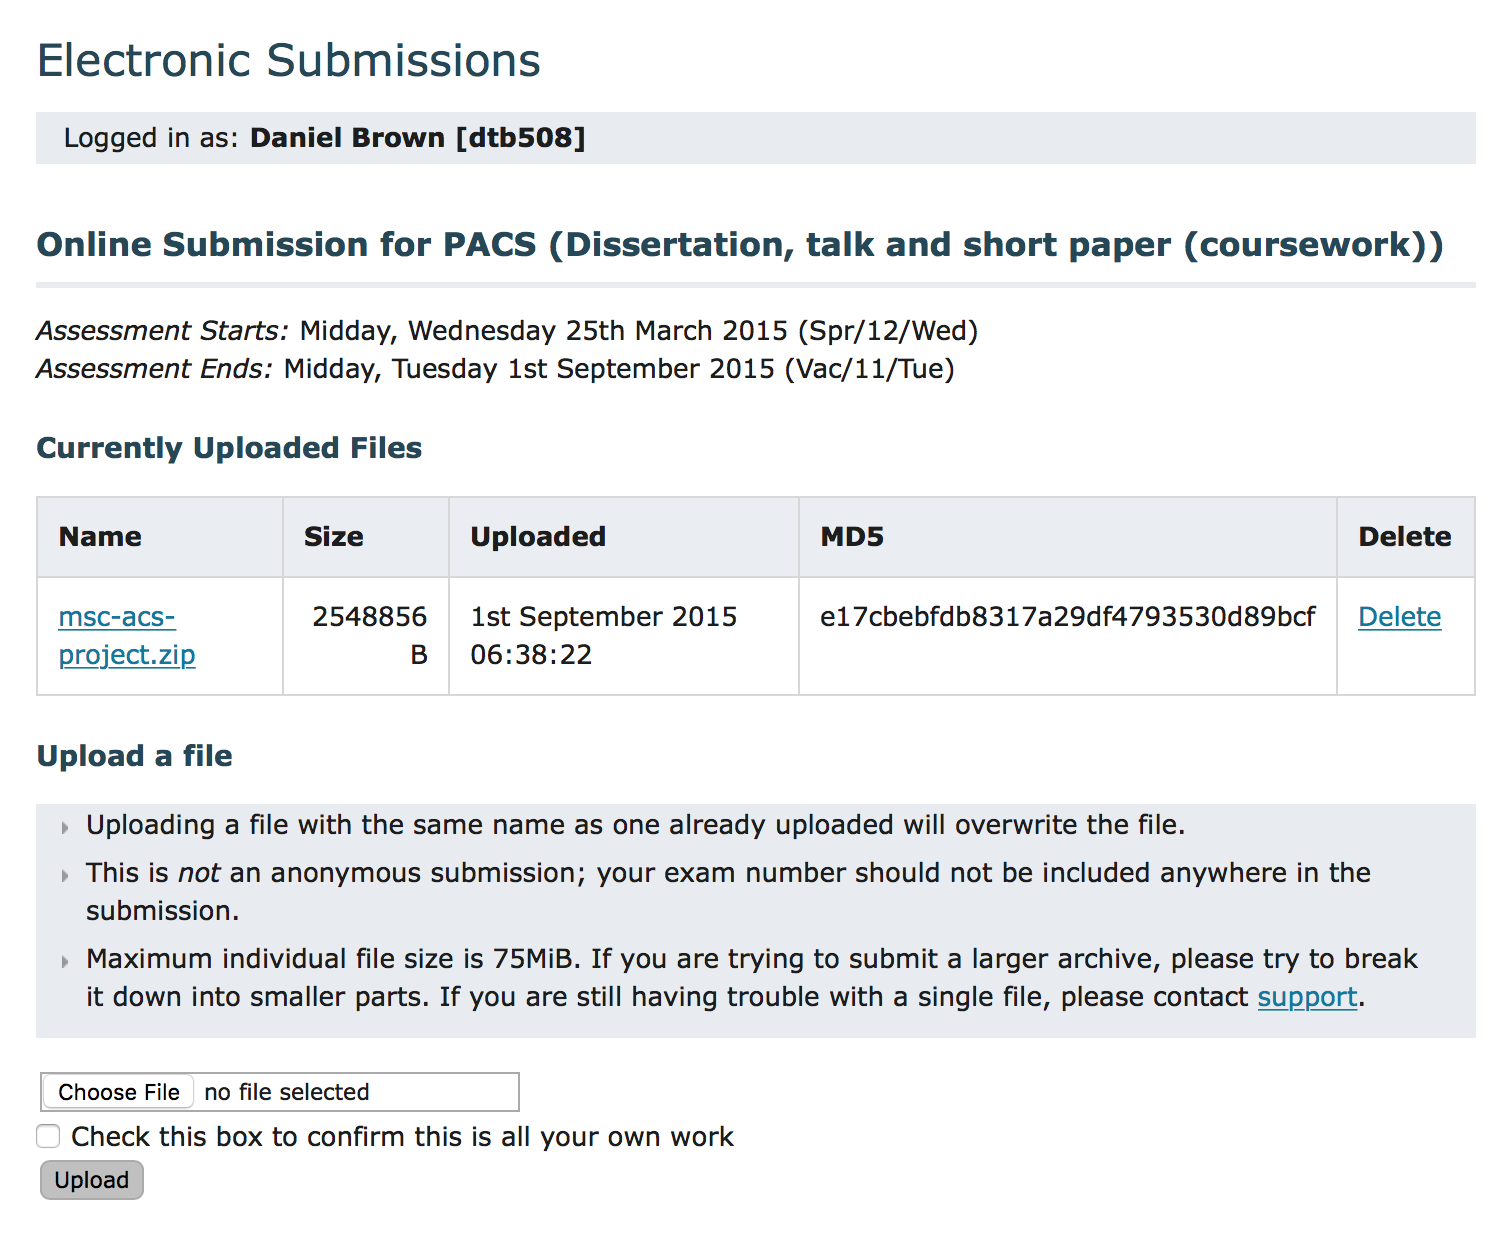 Electronic Submissions
Logged in as: Daniel Brown [dtb508]
Online Submission for PACS (Dissertation, talk and short paper (coursework))
Assessment Starts: Midday, Wednesday 25th March 2015 (Spr/12/Wed)
Assessment Ends: Midday, Tuesday 1st September 2015 (Vac/11/Tue)
Currently Uploaded Files
Name Size Uploaded MD5 Delete
msc-acs- 2548856 1st September 2015 e17cbebfdb8317a29df4793530d89bcf Delete
project.zip B 06:38:22
Upload a file
Uploading a file with the same name as one already uploaded will overwrite the file.
This is not an anonymous submission; your exam number should not be included anywhere in the
submission.
Maximum individual file size is 75MiB. If you are trying to submit a larger archive, please try to break
it down into smaller parts. If you are still having trouble with a single file, please contact support.
Choose File no file selected
Check this box to confirm this is all your own work
Upload